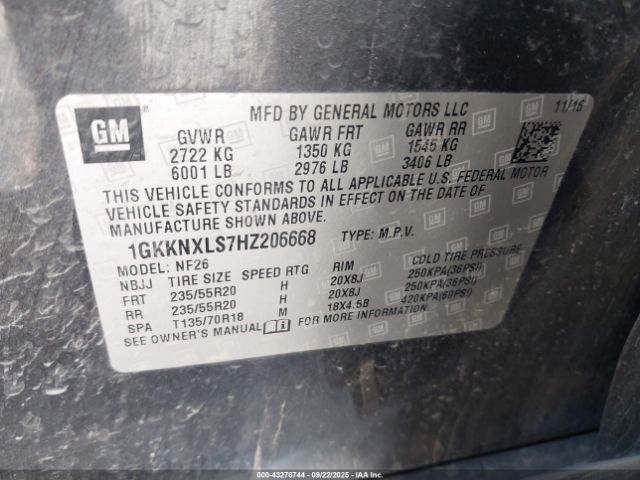 GM
MFD BY GENERAL MOTORS LLC 11/16
GVWR GAWR FRT GAWR RR
2722 KG 1350 KG 1545 KG
6001 LB 2976 LB 3406 LB
THIS VEHICLE CONFORMS TO ALL APPLICABLE U.S. FEDERAL MOTOR
VEHICLE SAFETY STANDARDS IN EFFECT ON THE DATE OF
MANUFACTURE SHOWN ABOVE.
1GKKNXLS7HZ206668 TYPE: M.P.V.
MODEL: NF26
NBJJ TIRE SIZE SPEED RTG RIM COLD TIRE PRESSURE
FRT 235/55R20 H 20X8J 250KPA(36PSI)
RR 235/55R20 H 20X8J 250KPA(36PSI)
SPA T135/70R18 M 18X4.5B 420KPA(60PSI)
SEE OWNER'S MANUAL FOR MORE INFORMATION.
000-43276744 - 09/22/2025 - IAAI.COM